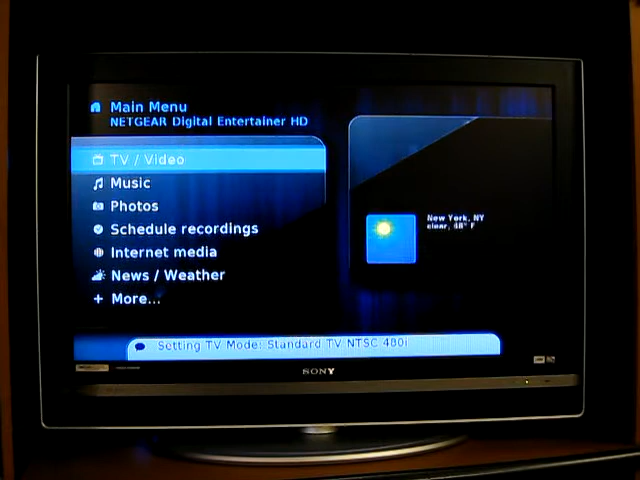 Main Menu
NETGEAR Digital Entertainer HD
TV / Video
Music
Photos
Schedule recordings
Internet media
News / Weather
+ More...
New York, NY
clear, 48° F
Setting TV Mode: Standard TV NTSC 480i
SONY